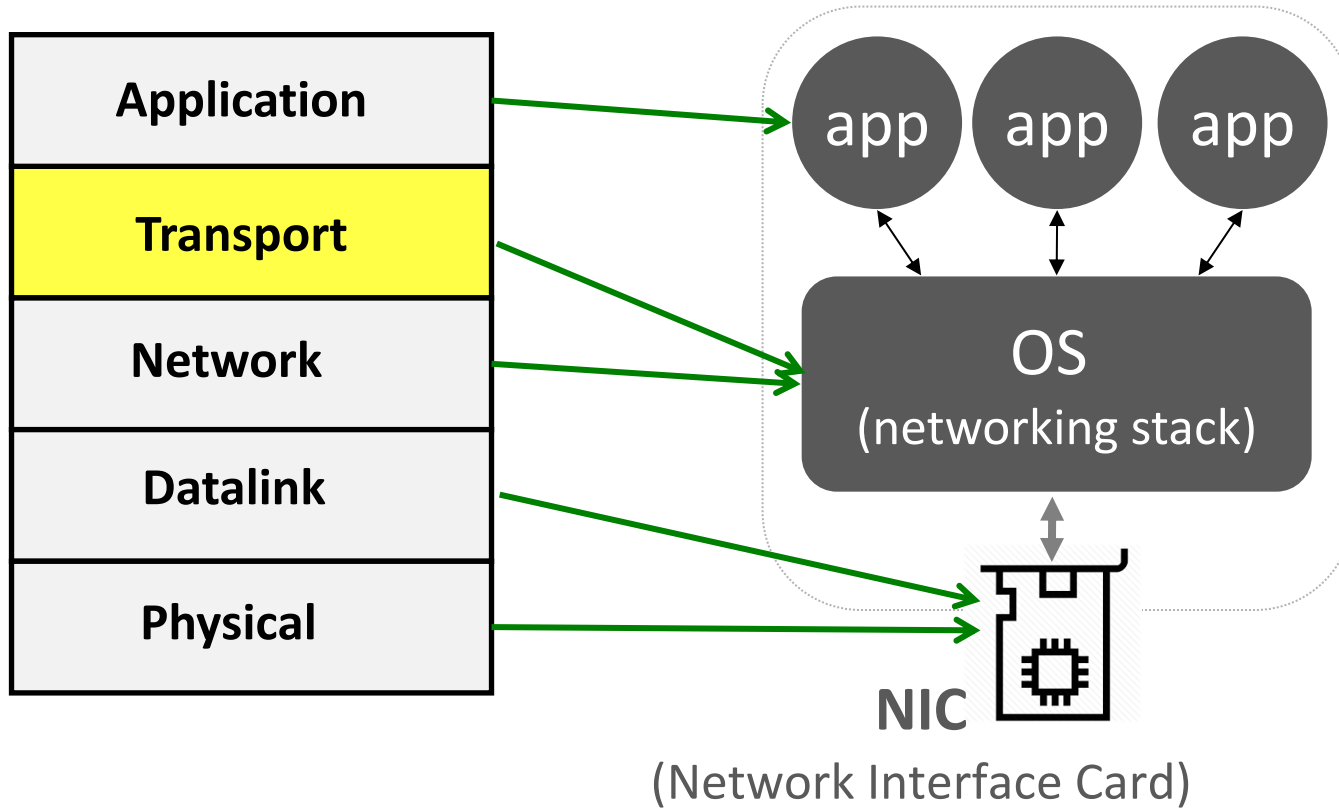 Application
Transport
Network
Datalink
Physical
app
app
app
OS
(networking stack)
NIC
(Network Interface Card)